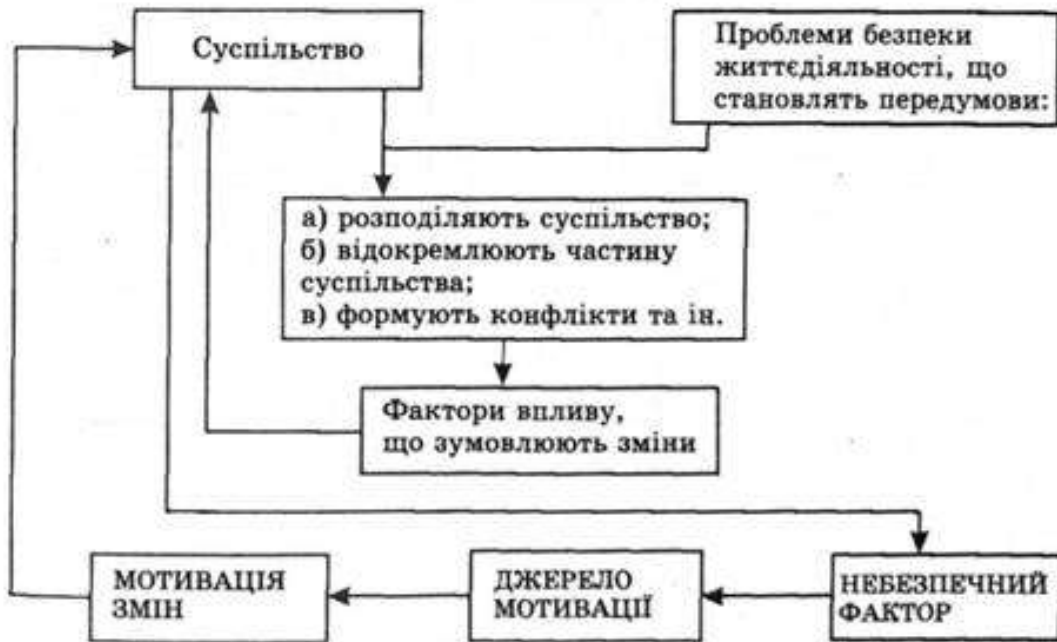 Суспільство
Проблеми безпеки
життєдіяльності, що
становлять передумови:
а) розподіляють суспільство;
б) відокремлюють частину
суспільства;
в) формують конфлікти та ін.
Фактори впливу,
що зумовлюють зміни
МОТИВАЦІЯ
ЗМІН
ДЖЕРЕЛО
МОТИВАЦІЇ
НЕБЕЗПЕЧНИЙ
ФАКТОР